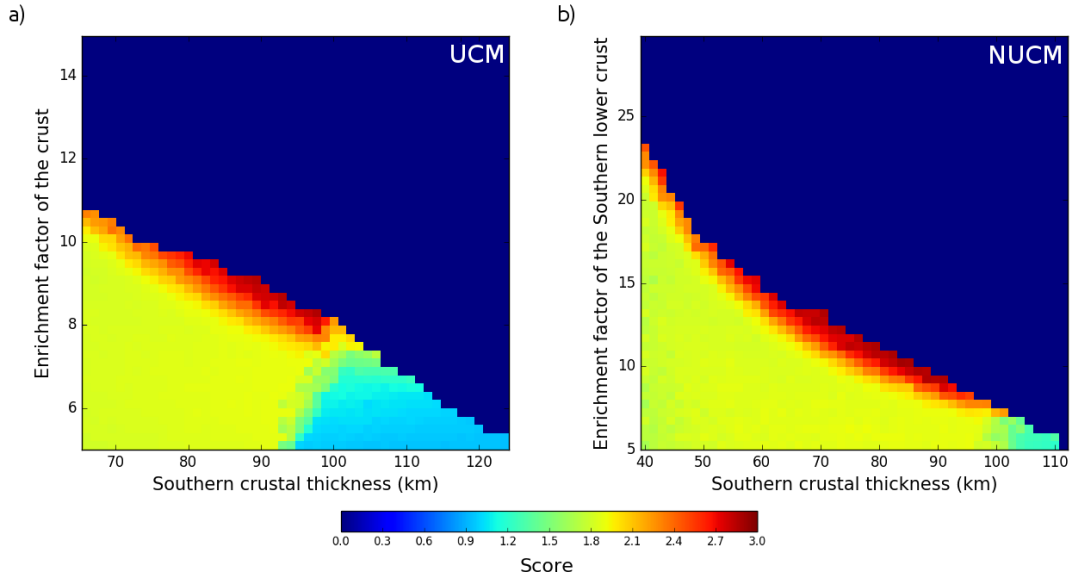 a)
UCM
Enrichment factor of the crust
14
12
10
8
6
70 80 90 100 110 120
Southern crustal thickness (km)
b)
NUCM
Enrichment factor of the Southern lower crust
25
20
15
10
5
40 50 60 70 80 90 100 110
Southern crustal thickness (km)
0.0 0.3 0.6 0.9 1.2 1.5 1.8 2.1 2.4 2.7 3.0
Score